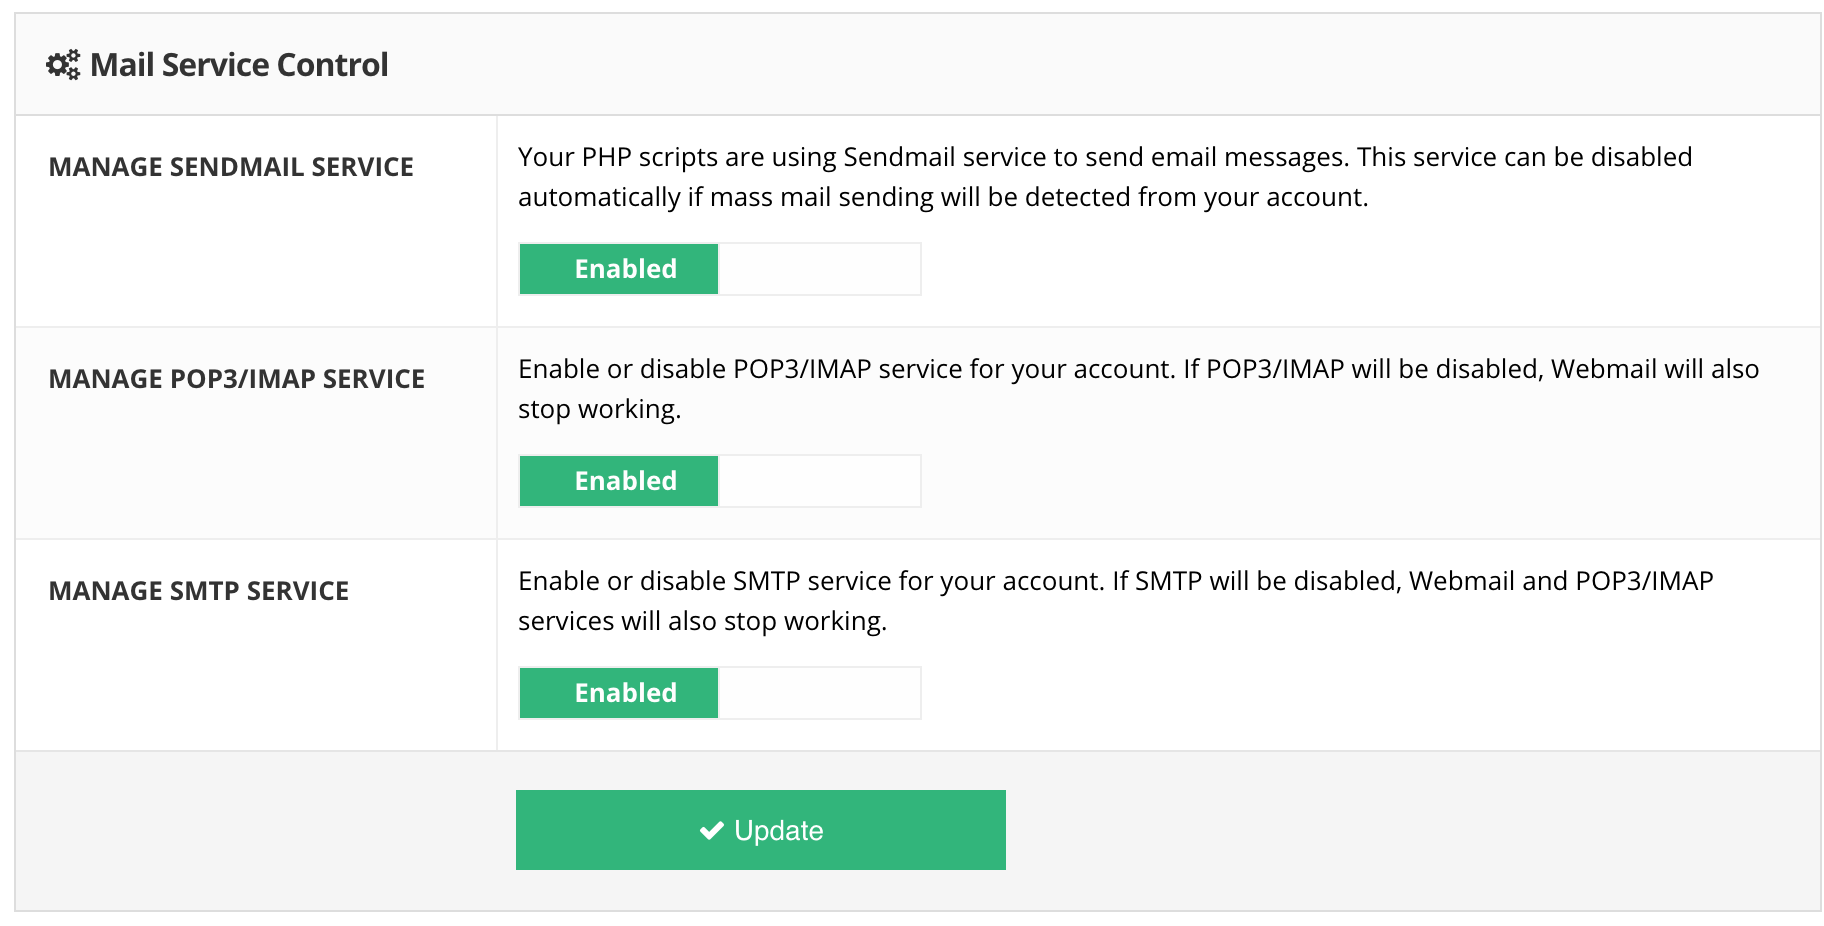 Mail Service Control
MANAGE SENDMAIL SERVICE
Your PHP scripts are using Sendmail service to send email messages. This service can be disabled
automatically if mass mail sending will be detected from your account.
Enabled
MANAGE POP3/IMAP SERVICE
Enable or disable POP3/IMAP service for your account. If POP3/IMAP will be disabled, Webmail will also
stop working.
Enabled
MANAGE SMTP SERVICE
Enable or disable SMTP service for your account. If SMTP will be disabled, Webmail and POP3/IMAP
services will also stop working.
Enabled
Update